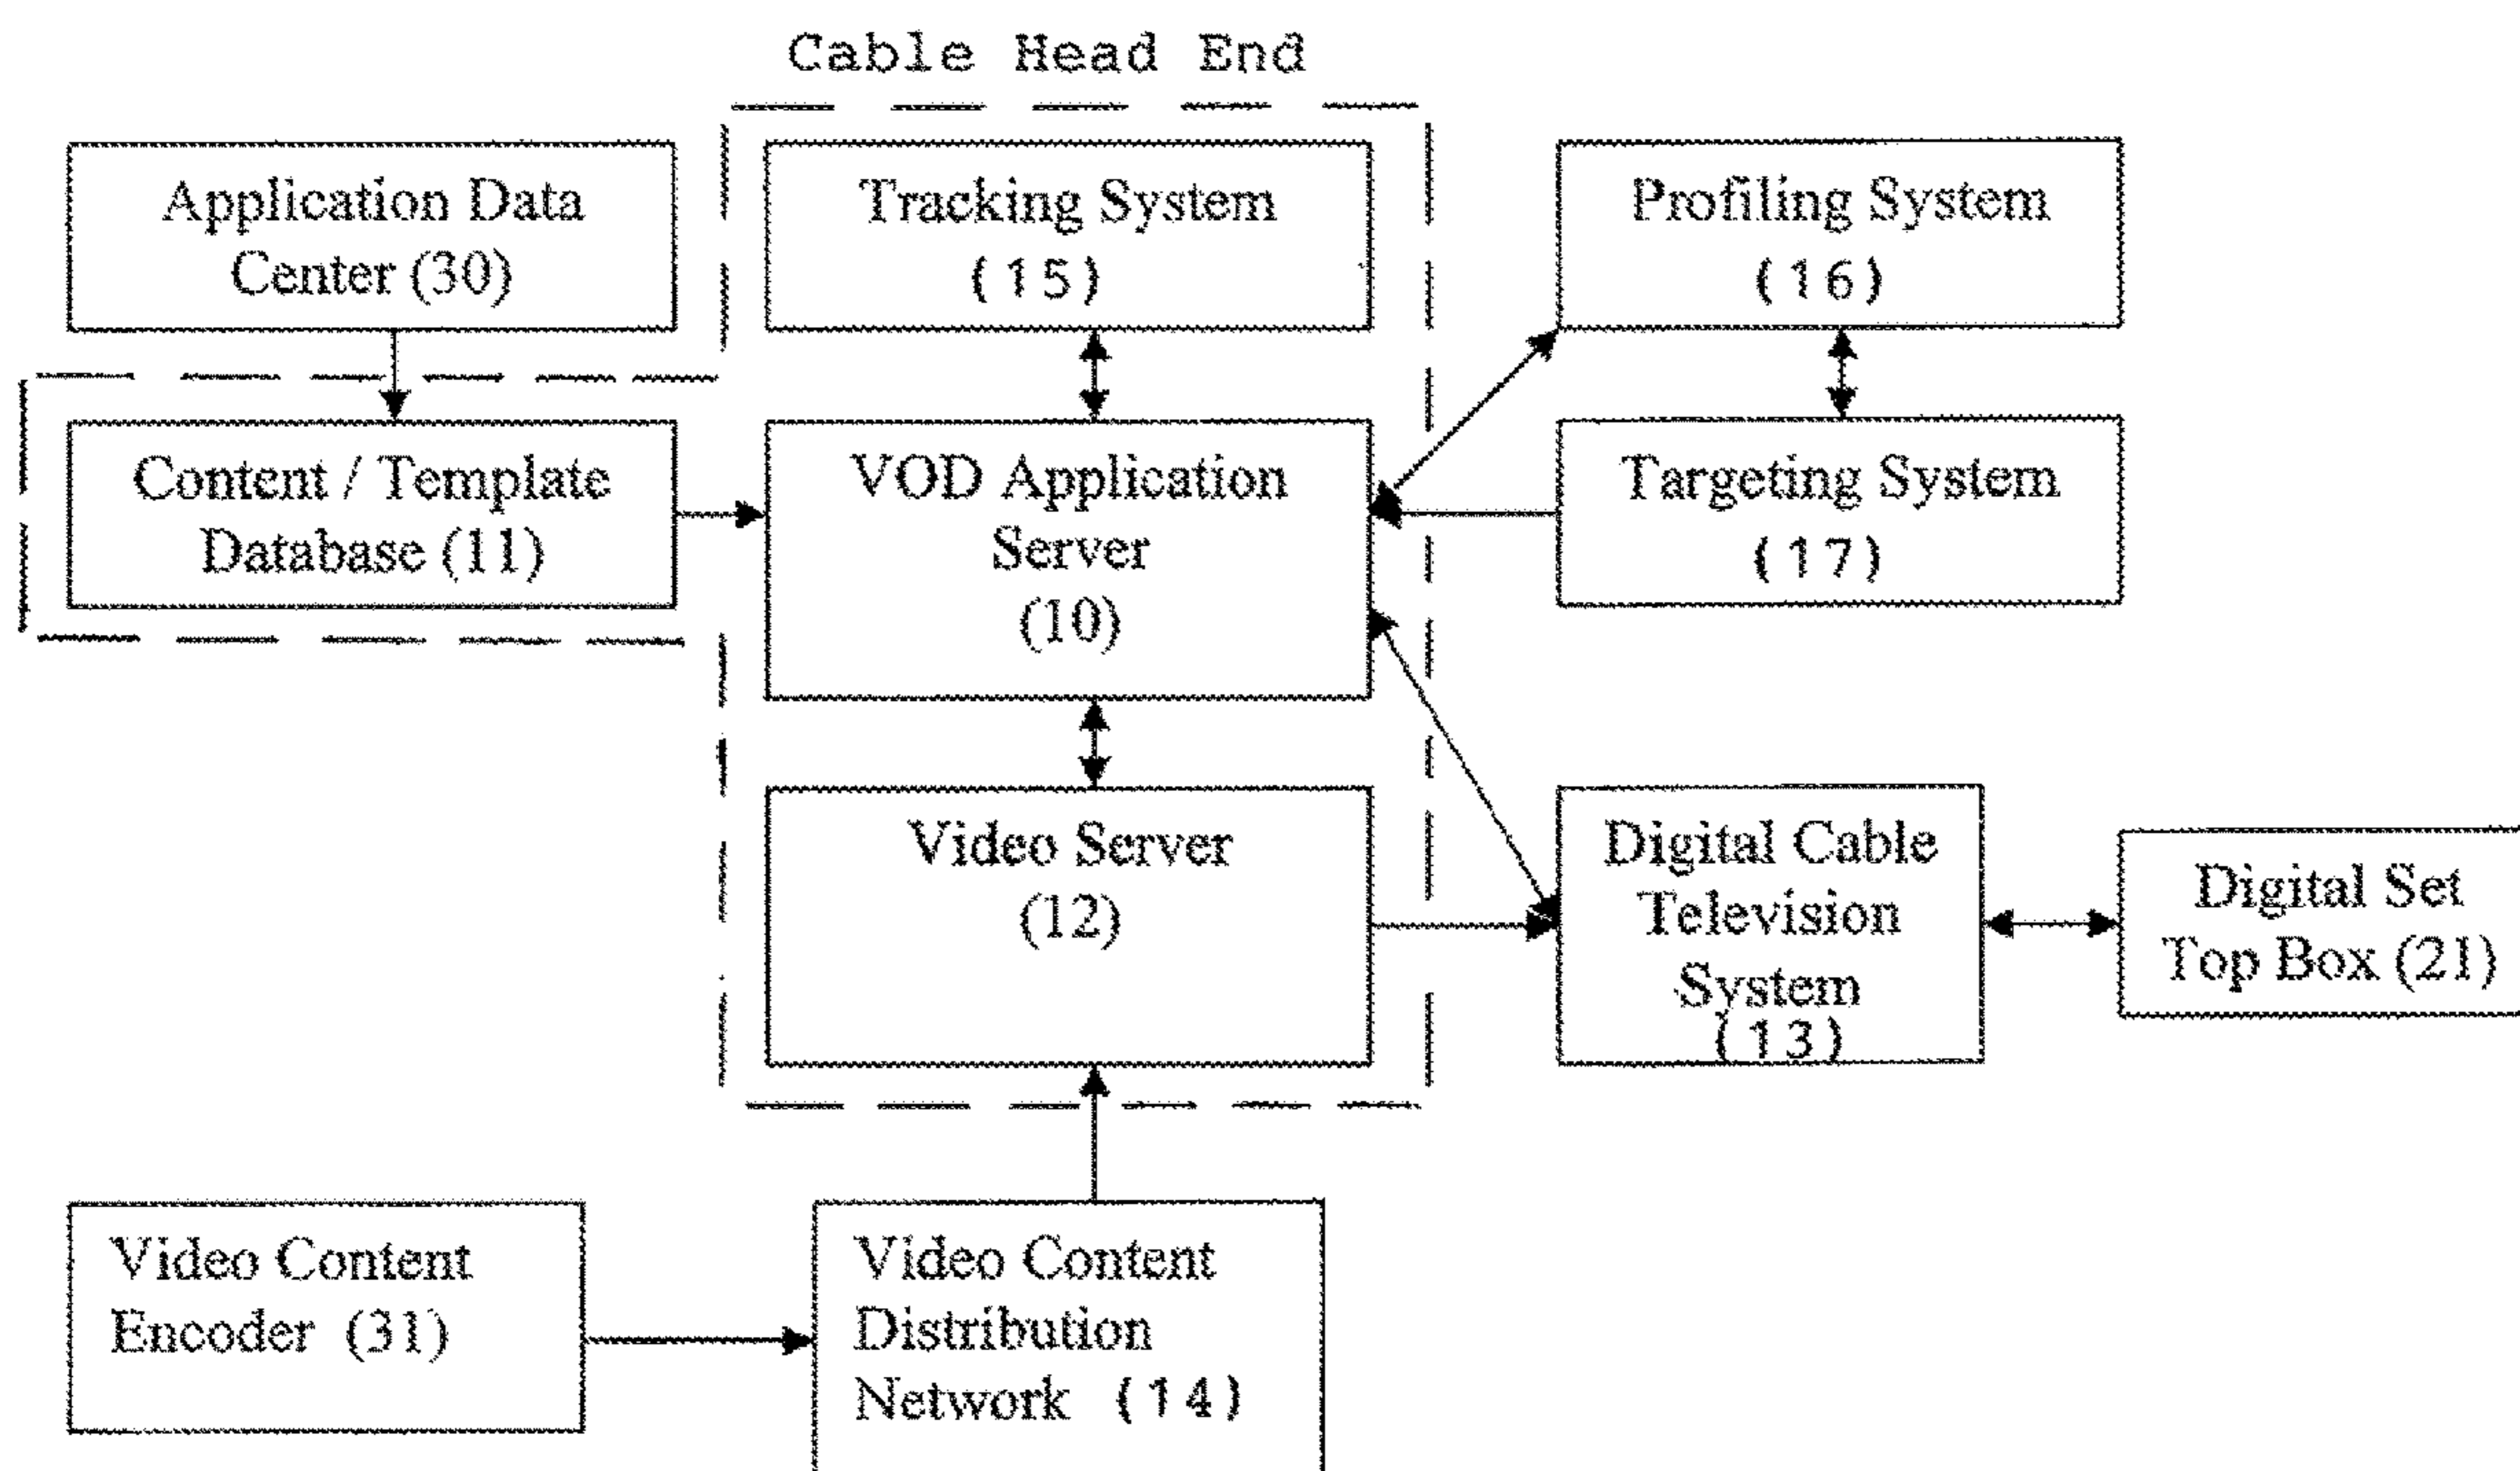 Cable Head End
Application Data
Center (30)
Tracking System
(15)
Profiling System
(16)
Content / Template
Database (11)
VOD Application
Server
(10)
Targeting System
(17)
Video Server
(12)
Digital Cable
Television
System
(13)
Digital Set
Top Box (21)
Video Content
Encoder (31)
Video Content
Distribution
Network (14)